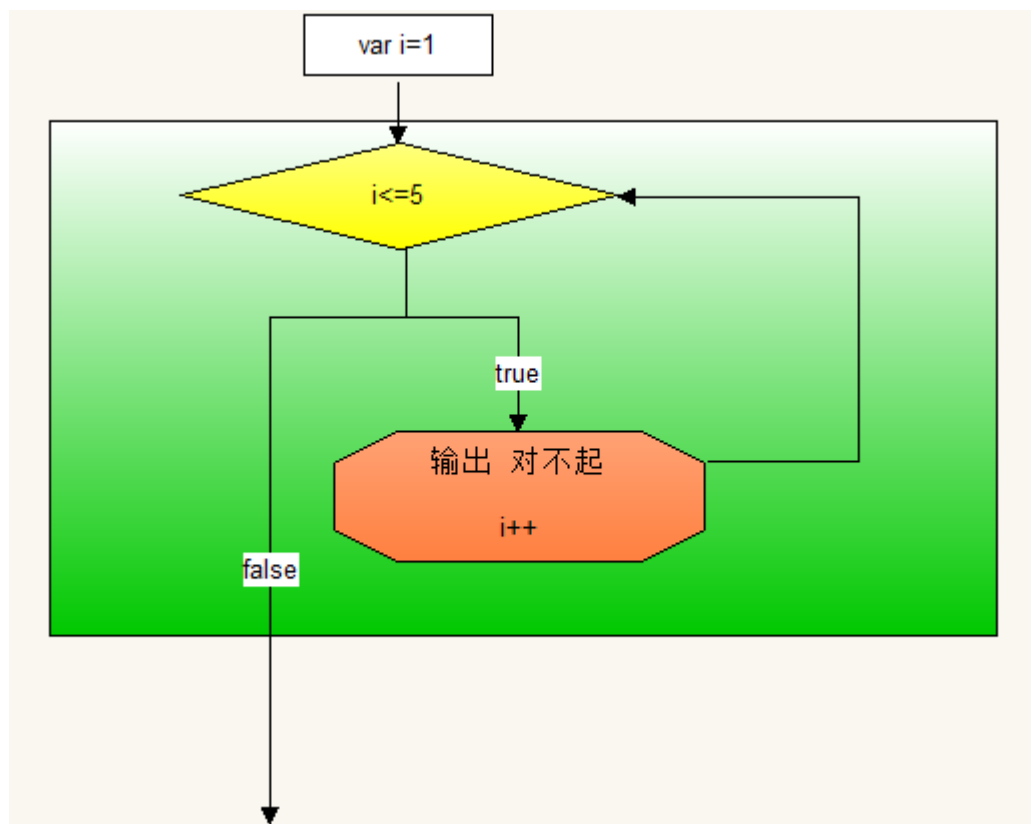 var i=1
i<=5
true
输出 对不起
i++
false